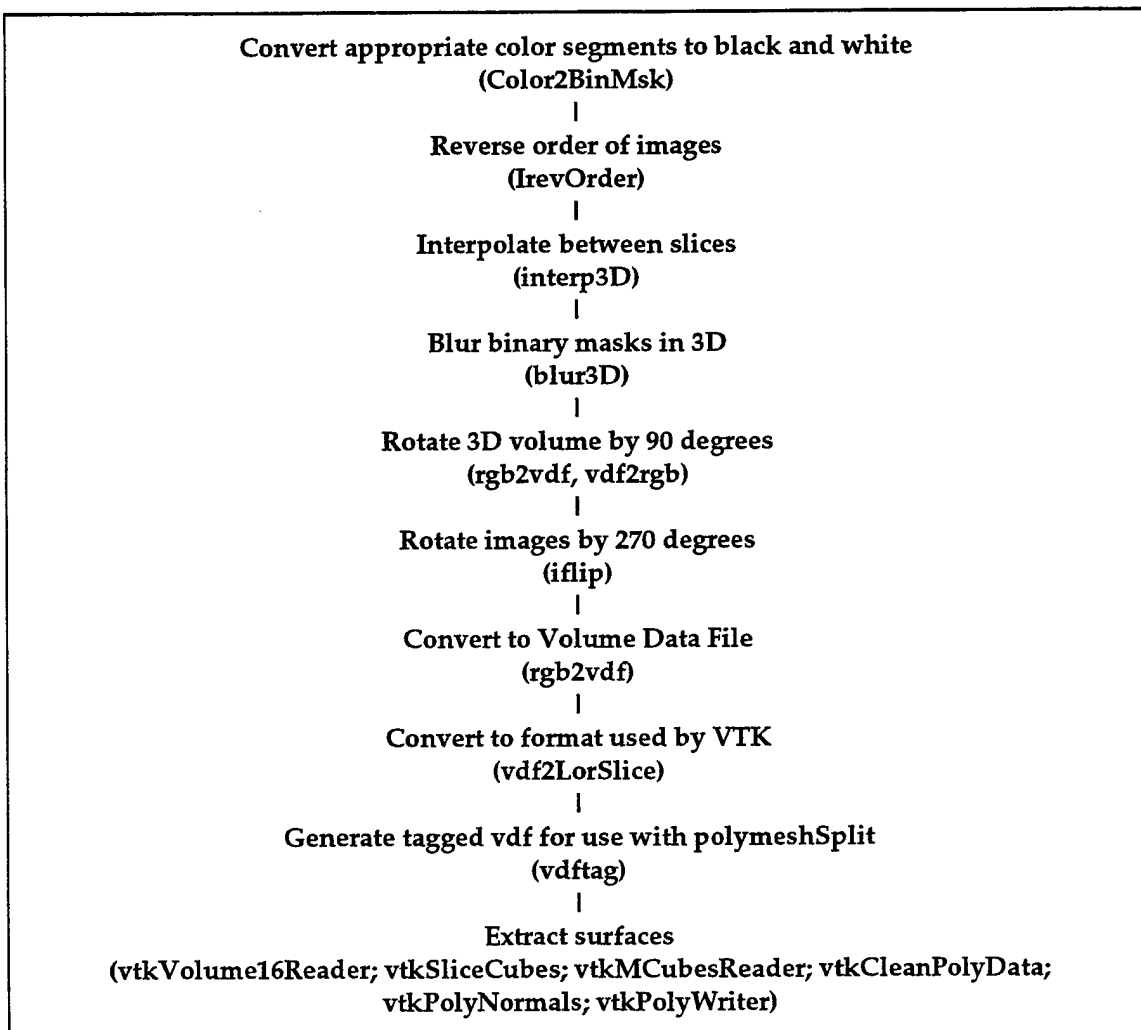 Convert appropriate color segments to black and white
(Color2BinMsk)
|
Reverse order of images
(IrevOrder)
|
Interpolate between slices
(interp3D)
|
Blur binary masks in 3D
(blur3D)
|
Rotate 3D volume by 90 degrees
(rgb2vdf, vdf2rgb)
|
Rotate images by 270 degrees
(iflip)
|
Convert to Volume Data File
(rgb2vdf)
|
Convert to format used by VTK
(vdf2LorSlice)
|
Generate tagged vdf for use with polymeshSplit
(vdftag)
|
Extract surfaces
(vtkVolume16Reader; vtkSliceCubes; vtkMCubesReader; vtkCleanPolyData;
vtkPolyNormals; vtkPolyWriter)